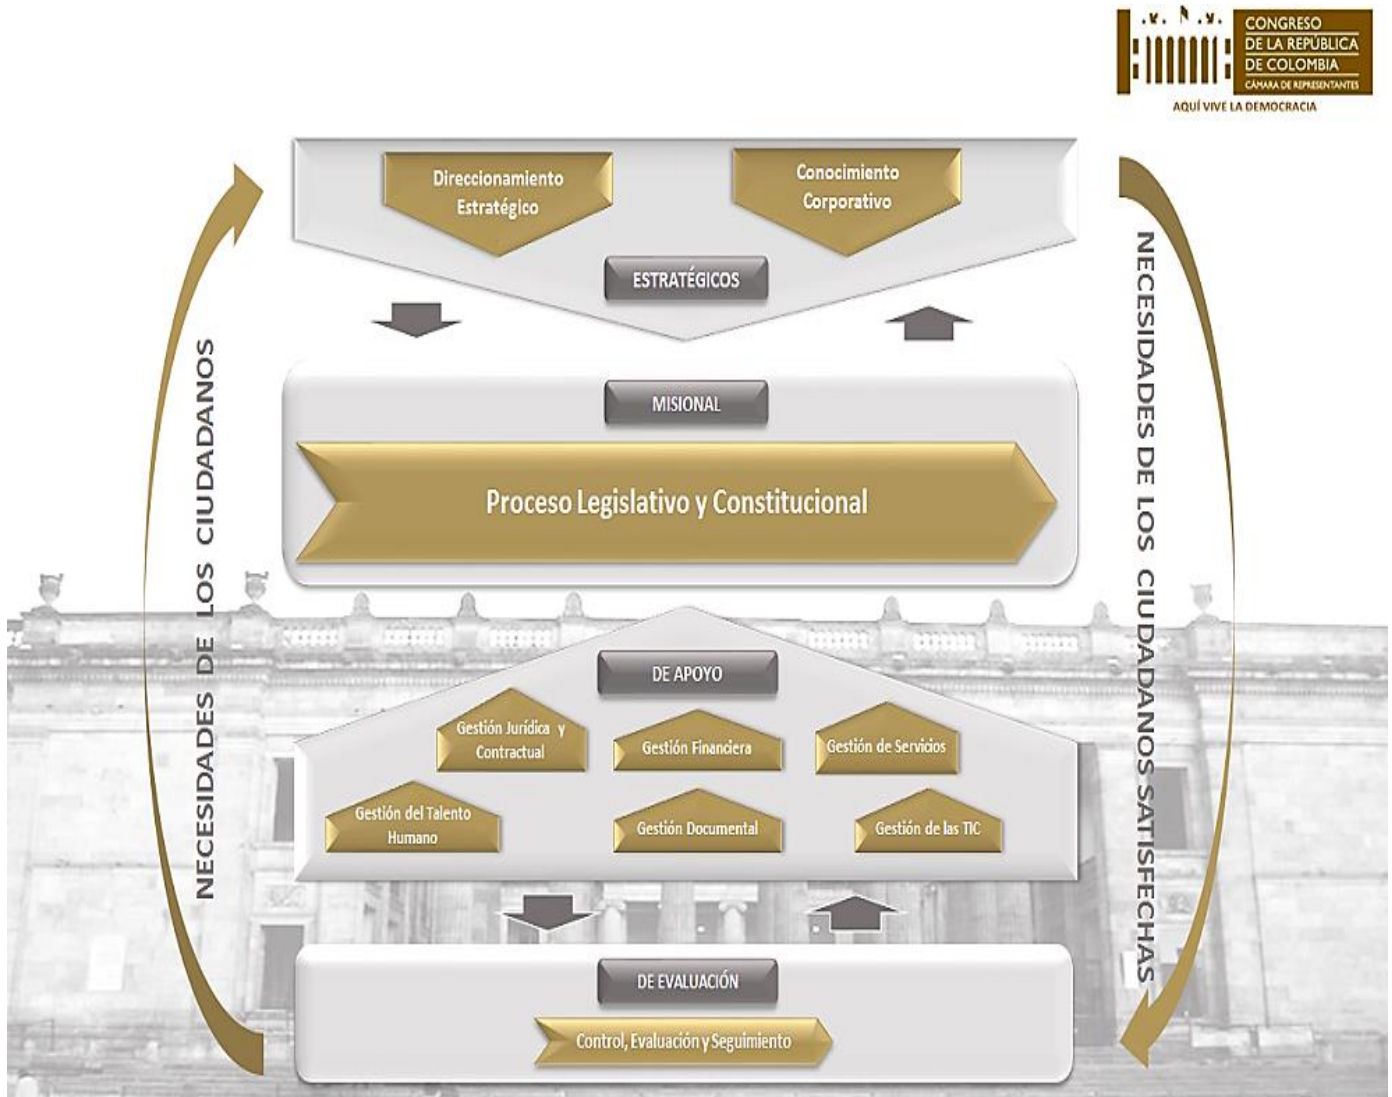 CONGRESO
DE LA REPÚBLICA
DE COLOMBIA
CÁMARA DE REPRESENTANTES
AQUÍ VIVE LA DEMOCRACIA
Direccionamiento
Estratégico
Conocimiento
Corporativo
ESTRATÉGICOS
MISIONAL
Proceso Legislativo y Constitucional
DE APOYO
Gestión Jurídica y
Contractual
Gestión Financiera
Gestión de Servicios
Gestión del Talento
Humano
Gestión Documental
Gestión de las TIC
DE EVALUACIÓN
Control, Evaluación y Seguimiento
NECESIDADES DE LOS CIUDADANOS
NECESIDADES DE LOS CIUDADANOS SATISFECHAS